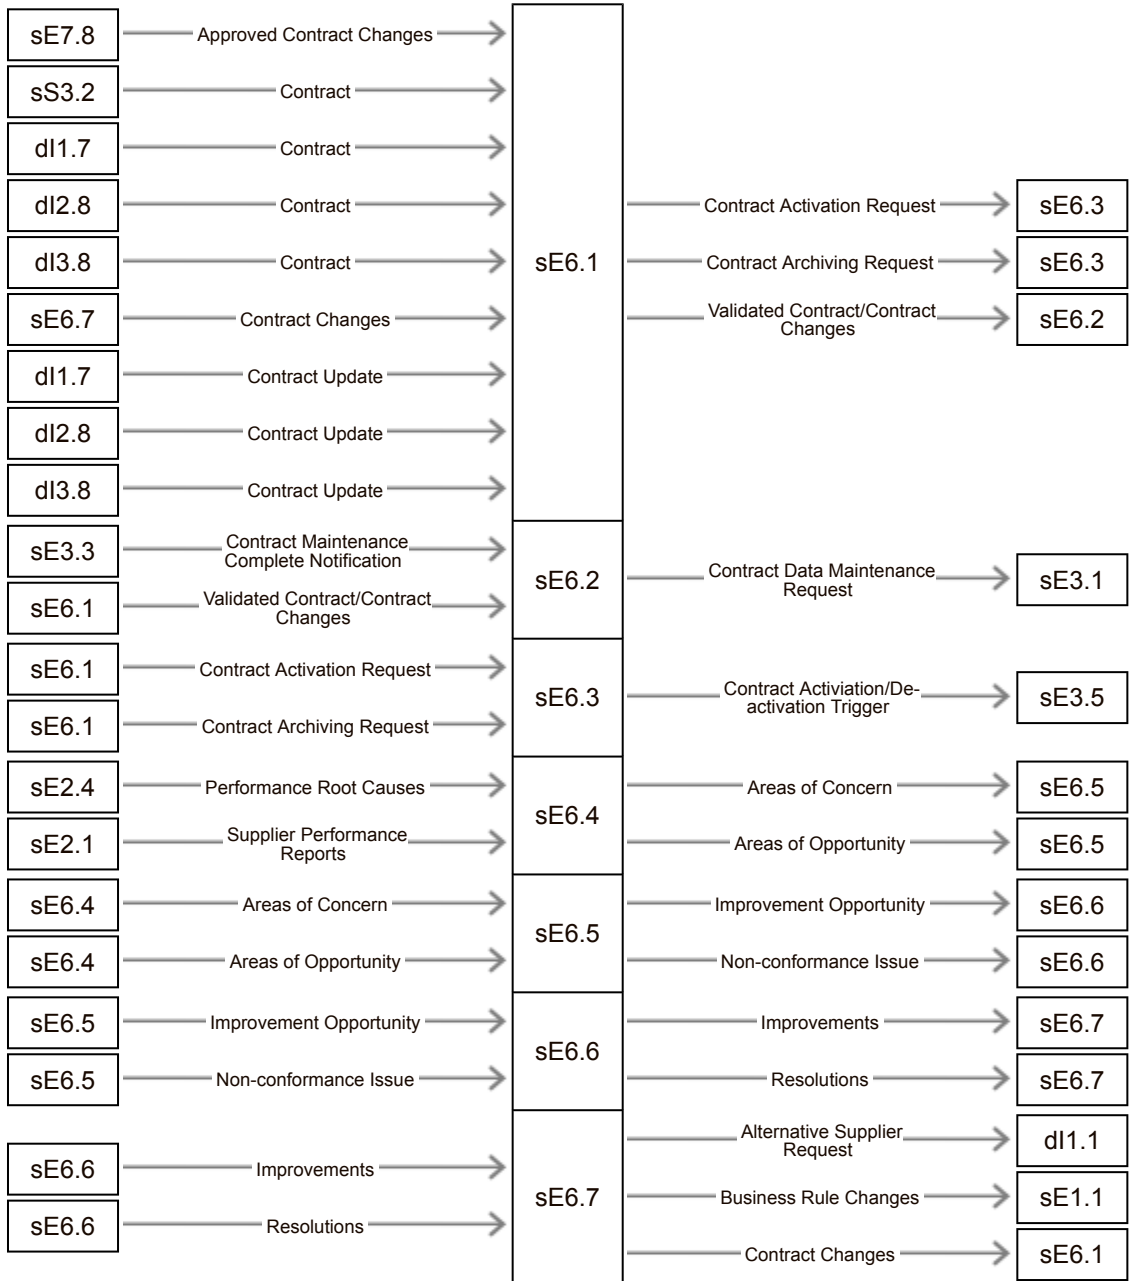 sE7.8
Approved Contract Changes
sS3.2
Contract
dI1.7
Contract
dI2.8
Contract
Contract Activation Request
sE6.3
dI3.8
Contract
sE6.1
Contract Archiving Request
sE6.3
sE6.7
Contract Changes
Validated Contract/Contract
Changes
sE6.2
dI1.7
Contract Update
dI2.8
Contract Update
dI3.8
Contract Update
sE3.3
Contract Maintenance
Complete Notification
sE6.2
Contract Data Maintenance
Request
sE3.1
sE6.1
Validated Contract/Contract
Changes
sE6.1
Contract Activation Request
sE6.3
Contract Activiation/De-
activation Trigger
sE3.5
sE6.1
Contract Archiving Request
sE2.4
Performance Root Causes
sE6.4
Areas of Concern
sE6.5
sE2.1
Supplier Performance
Reports
Areas of Opportunity
sE6.5
sE6.4
Areas of Concern
sE6.5
Improvement Opportunity
sE6.6
sE6.4
Areas of Opportunity
Non-conformance Issue
sE6.6
sE6.5
Improvement Opportunity
sE6.6
Improvements
sE6.7
sE6.5
Non-conformance Issue
Resolutions
sE6.7
Alternative Supplier
Request
dI1.1
sE6.6
Improvements
sE6.7
Business Rule Changes
sE1.1
sE6.6
Resolutions
Contract Changes
sE6.1